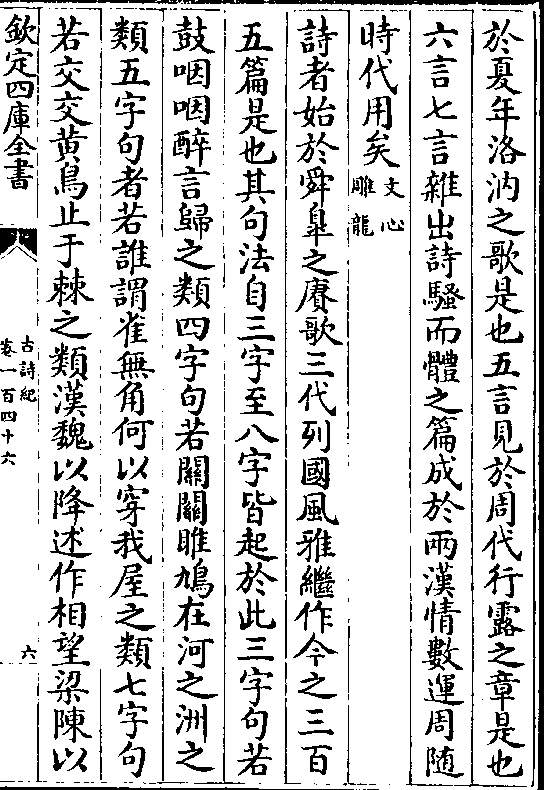 於夏年洛汭之歌是也五言見於周代行露之章是也
六言七言雜出詩騷而體之篇成於兩漢情數運周隨
時代用矣文心雕龍
詩者始於舜臯之賡歌三代列國風雅繼作今之三百
五篇是也其句法自三字至八字皆起於此三字句若
鼓咽咽醉言歸之類四字句若關關雎鳩在河之洲之
類五字句者若誰謂雀無角何以穿我屋之類七字句
若交交黄鳥止于棘之類漢魏以降述作相望梁陳以
欽定四庫全書
古詩紀
卷一百四十六
六